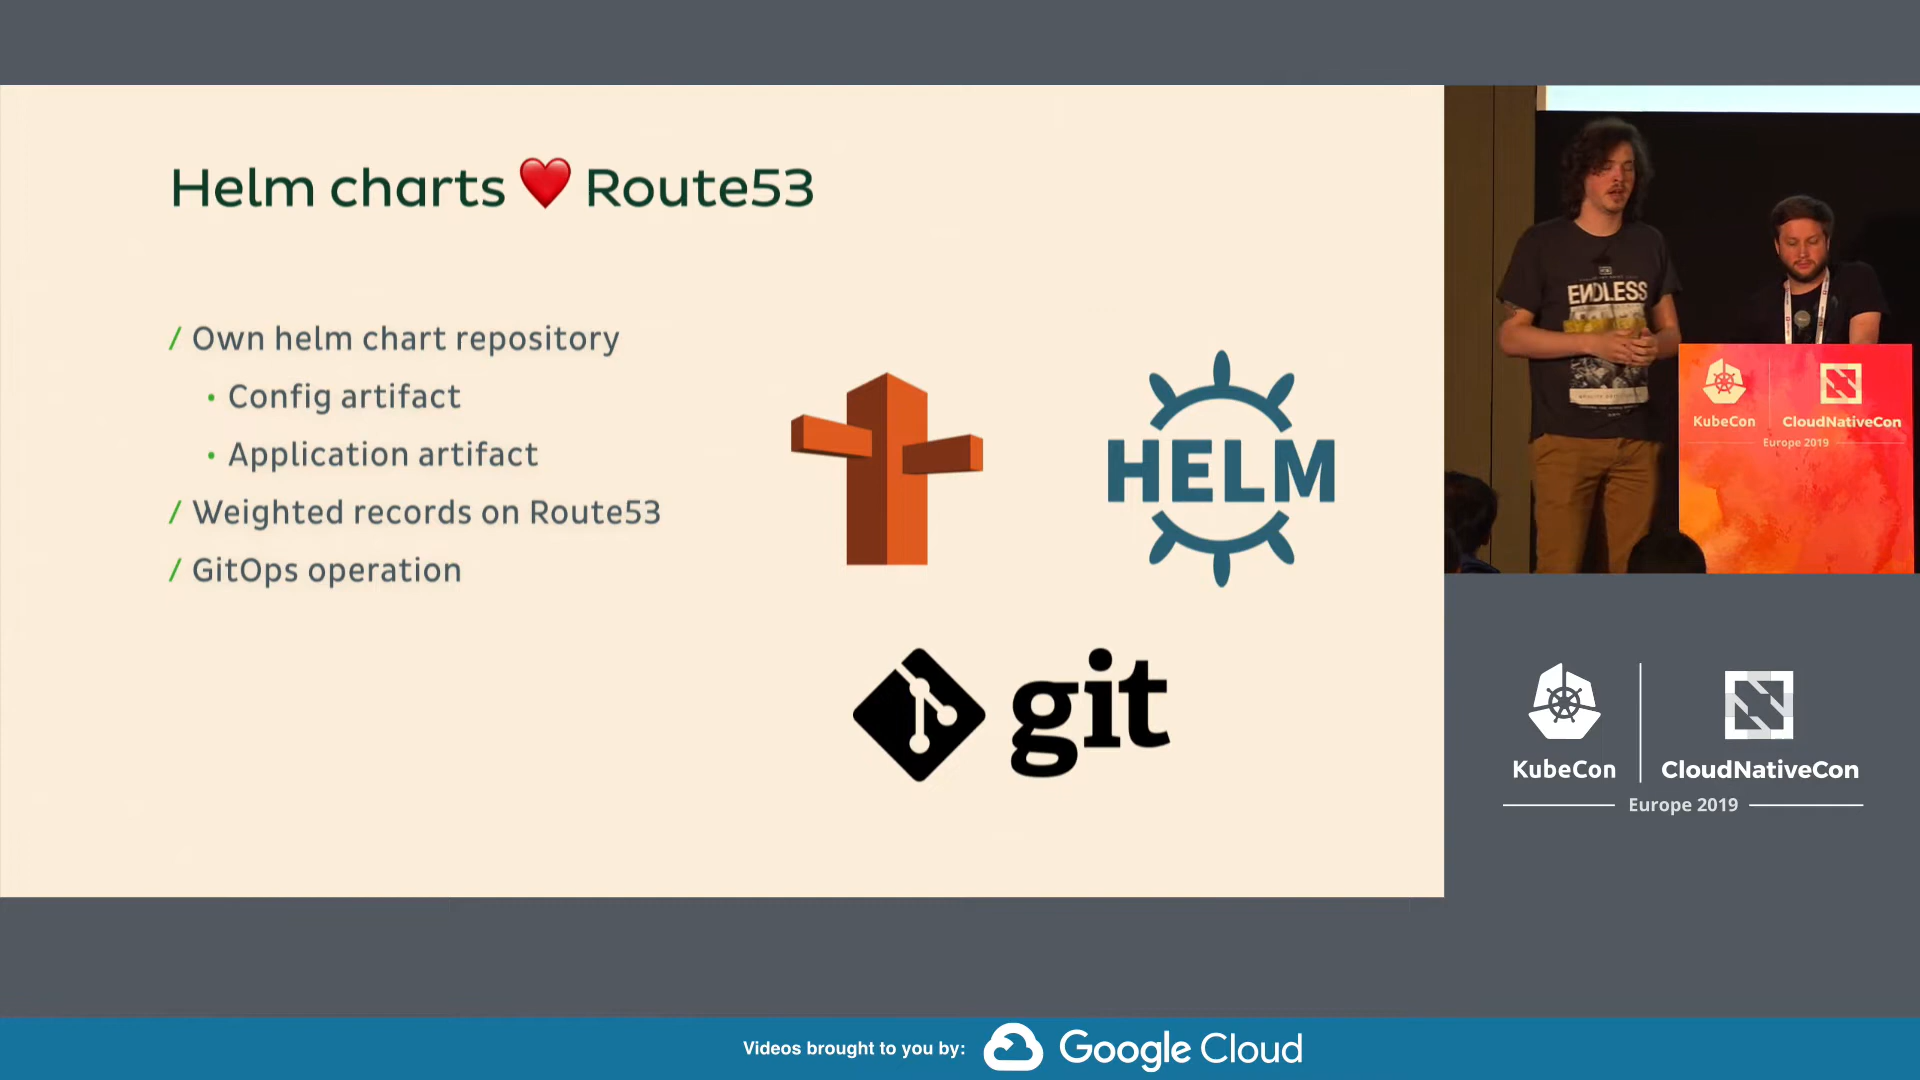 Helm charts ❤️ Route53
/ Own helm chart repository
• Config artifact
• Application artifact
/ Weighted records on Route53
/ GitOps operation
HELM
git
ENDLESS
KubeCon
CloudNativeCon
Europe 2019
KubeCon
CloudNativeCon
Europe 2019
Videos brought to you by:
Google Cloud